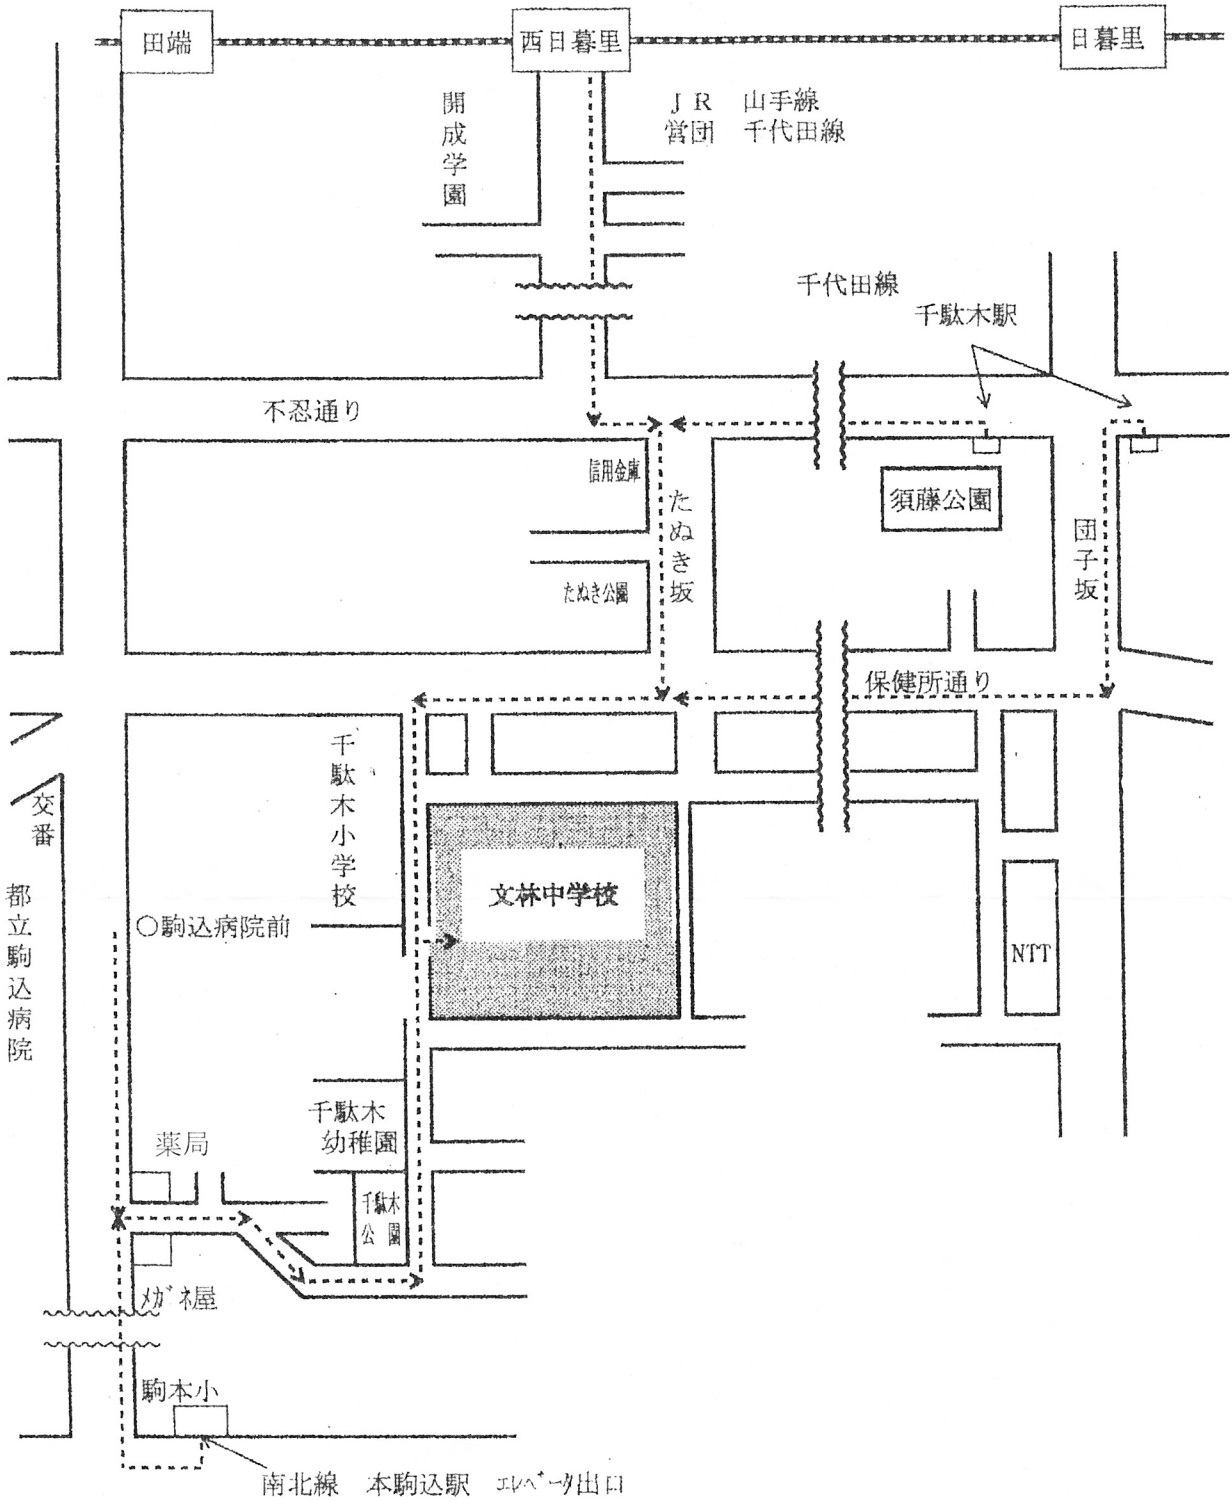 田端
西日暮里
日暮里
開成学園
ＪＲ　山手線
営団　千代田線
千代田線
千駄木駅
不忍通り
信用金庫
たぬき坂
須藤公園
団子坂
たぬき公園
保健所通り
千駄木小学校
交番
都立駒込病院
文林中学校
○駒込病院前
NTT
千駄木
幼稚園
薬局
千駄木
公園
ﾒｶﾞﾈ屋
駒本小
南北線　本駒込駅　ｴﾚﾍﾞｰﾀ出口